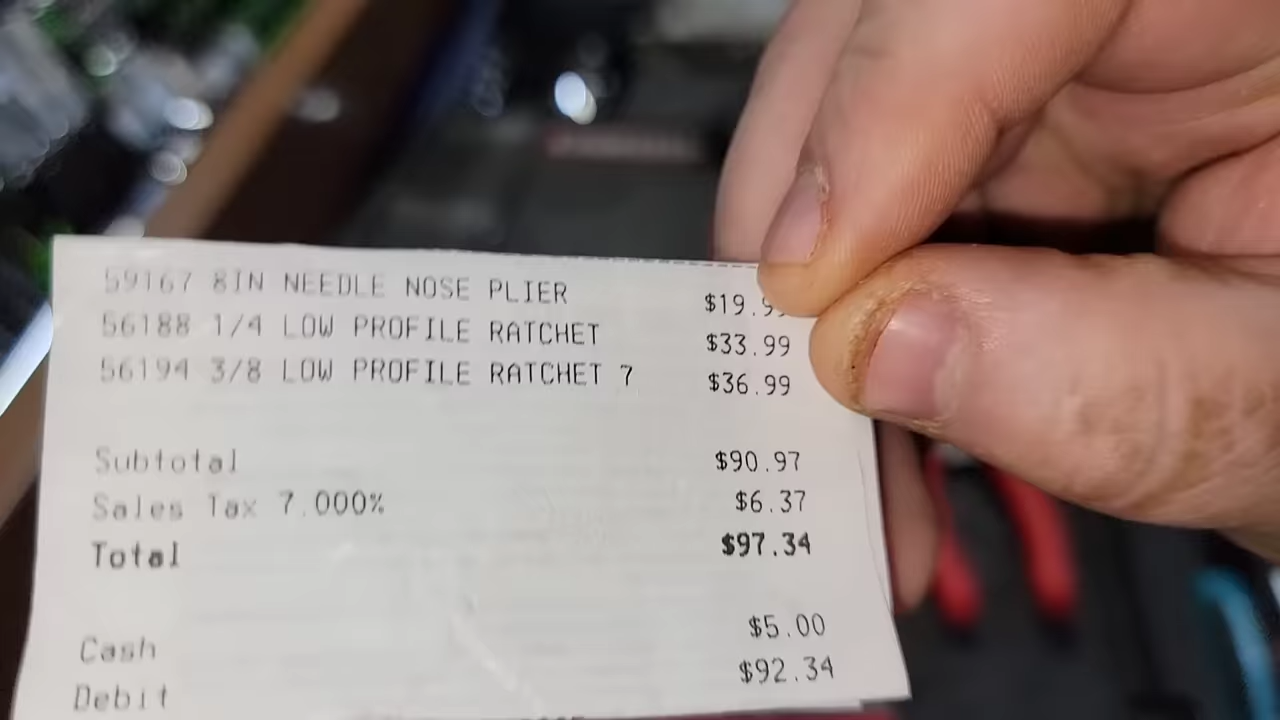 59167 8IN NEEDLE NOSE PLIER $19.99
56188 1/4 LOW PROFILE RATCHET $33.99
56194 3/8 LOW PROFILE RATCHET 7 $36.99
Subtotal $90.97
Sales Tax 7.000% $6.37
Total $97.34
Cash $5.00
Debit $92.34